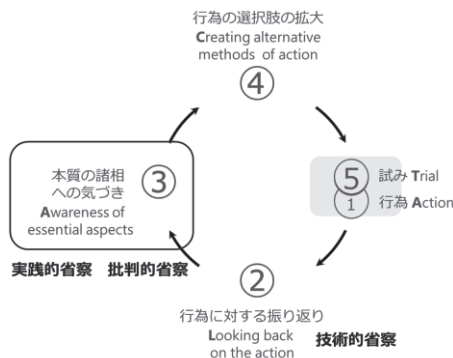 行為の選択肢の拡大
Creating alternative
methods of action
④
本質の諸相
への気づき
③
Awareness of
essential aspects
⑤ 試み Trial
① 行為 Action
実践的省察 批判的省察
②
行為に対する振り返り
Looking back
on the action
技術的省察